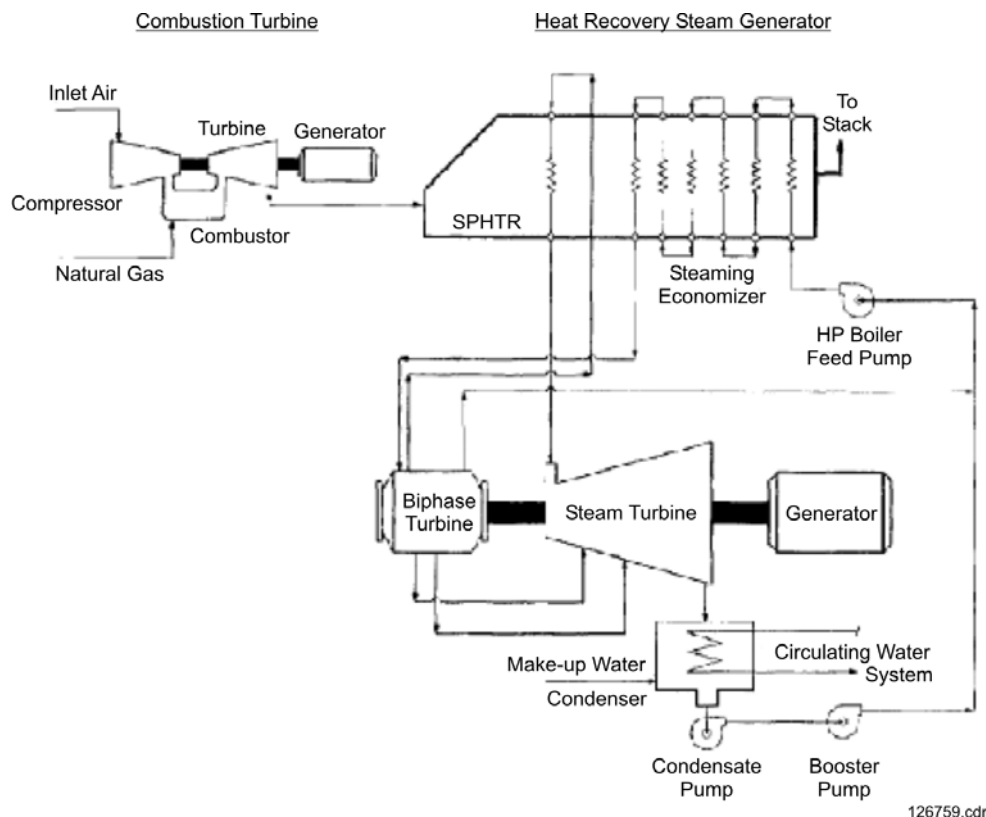 Combustion Turbine
Heat Recovery Steam Generator
Inlet Air
Turbine
Generator
To
Stack
Compressor
Combustor
Natural Gas
SPHTR
Steaming
Economizer
HP Boiler
Feed Pump
Biphase
Turbine
Steam Turbine
Generator
Make-up Water
Condenser
Circulating Water
System
Condensate
Pump
Booster
Pump
126759.cdr